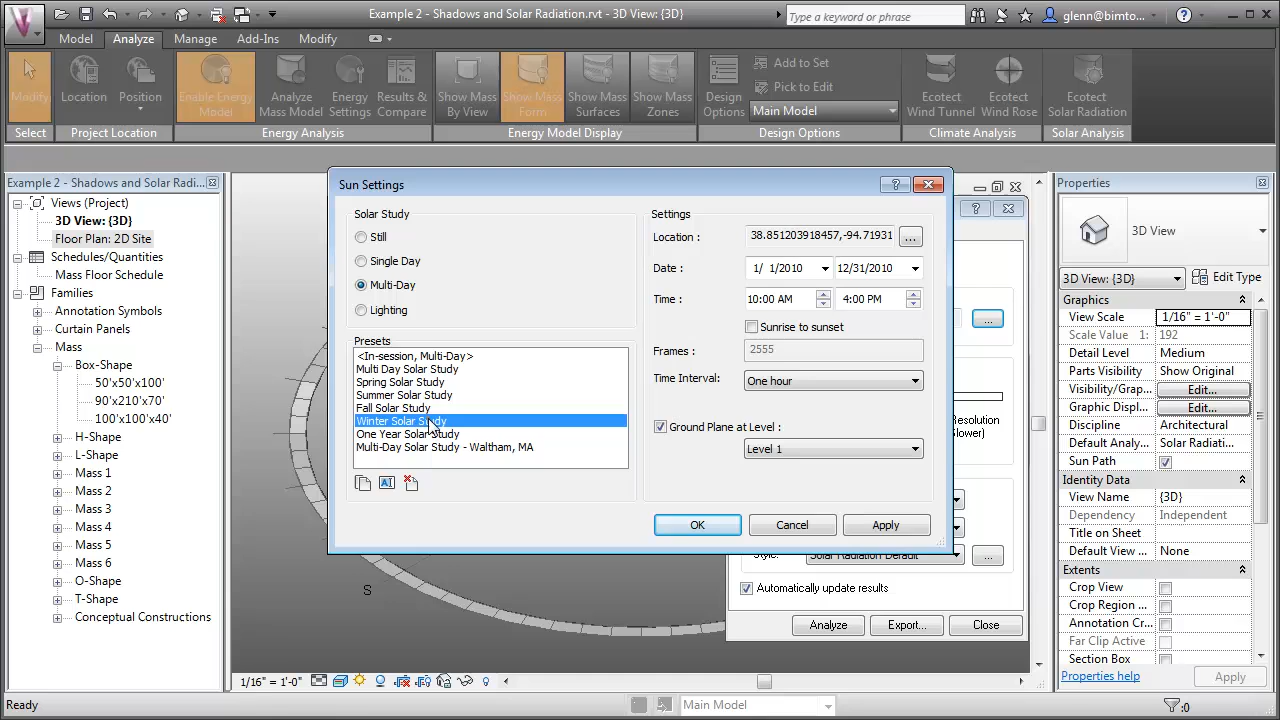 Example 2 - Shadows and Solar Radiation.rvt - 3D View: {3D}
Type a keyword or phrase
glenn@bimto...
Model
Analyze
Manage
Add-Ins
Modify
Modify
Location
Position
Enable Energy Model
Analyze Mass Model
Energy Settings
Results & Compare
Show Mass By View
Show Mass Form
Show Mass Surfaces
Show Mass Zones
Design Options
Add to Set
Pick to Edit
Main Model
Ecotect Wind Tunnel
Ecotect Wind Rose
Ecotect Solar Radiation
Select
Project Location
Energy Analysis
Energy Model Display
Design Options
Climate Analysis
Solar Analysis
Example 2 - Shadows and Solar Radi...
Views (Project)
3D View: {3D}
Floor Plan: 2D Site
Schedules/Quantities
Mass Floor Schedule
Families
Annotation Symbols
Curtain Panels
Mass
Box-Shape
50'x50'x100'
90'x210'x70'
100'x100'x40'
H-Shape
L-Shape
Mass 1
Mass 2
Mass 3
Mass 4
Mass 5
Mass 6
O-Shape
T-Shape
Conceptual Constructions
Sun Settings
Solar Study
Still
Single Day
Multi-Day
Lighting
Presets
<In-session, Multi-Day>
Multi Day Solar Study
Spring Solar Study
Summer Solar Study
Fall Solar Study
Winter Solar Study
One Year Solar Study
Multi-Day Solar Study - Waltham, MA
Settings
Location : 38.851203918457,-94.71931 ...
Date : 1/ 1/2010 12/31/2010
Time : 10:00 AM 4:00 PM
Sunrise to sunset
Frames: 2555
Time Interval: One hour
Ground Plane at Level :
Level 1
OK
Cancel
Apply
...
Resolution
Slower)
Style: Solar Radiation Default ...
Automatically update results
Analyze
Export...
Close
S
Properties
3D View
3D View: {3D}
Edit Type
Graphics
View Scale 1/16" = 1'-0"
Scale Value 1: 192
Detail Level Medium
Parts Visibility Show Original
Visibility/Grap... Edit...
Graphic Displ... Edit...
Discipline Architectural
Default Analy... Solar Radiati...
Sun Path
Identity Data
View Name {3D}
Dependency Independent
Title on Sheet
Default View ... None
Extents
Crop View
Crop Region ...
Annotation Cr...
Far Clip Active
Section Box
Properties help
Apply
1/16" = 1'-0"
Ready
Main Model
:0